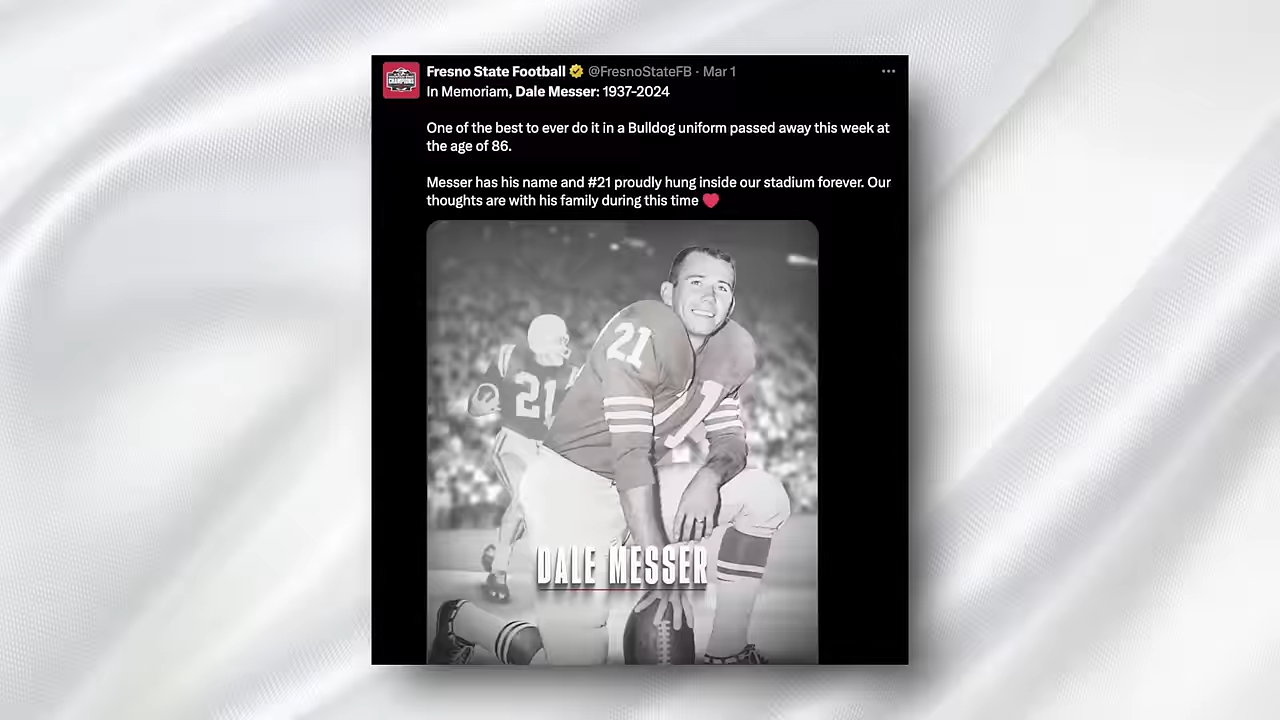 Fresno State Football @FresnoStateFB · Mar 1
In Memoriam, Dale Messer: 1937-2024
One of the best to ever do it in a Bulldog uniform passed away this week at
the age of 86.
Messer has his name and #21 proudly hung inside our stadium forever. Our
thoughts are with his family during this time ❤️
21
21
DALE MESSER